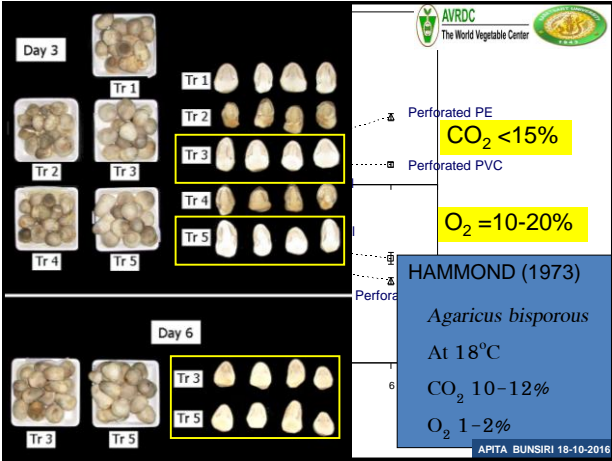 Day 3
Tr 1
Tr 2
Tr 3
Tr 4
Tr 5
Tr 1
Tr 2
Tr 3
Tr 4
Tr 5
Day 6
Tr 3
Tr 5
Tr 3
Tr 5
AVRDC
The World Vegetable Center
1943
Perforated PE
CO₂ <15%
Perforated PVC
O₂ =10-20%
Perfora
6
HAMMOND (1973)
Agaricus bisporous
At 18°C
CO₂ 10-12%
O₂ 1-2%
APITA BUNSIRI 18-10-2016